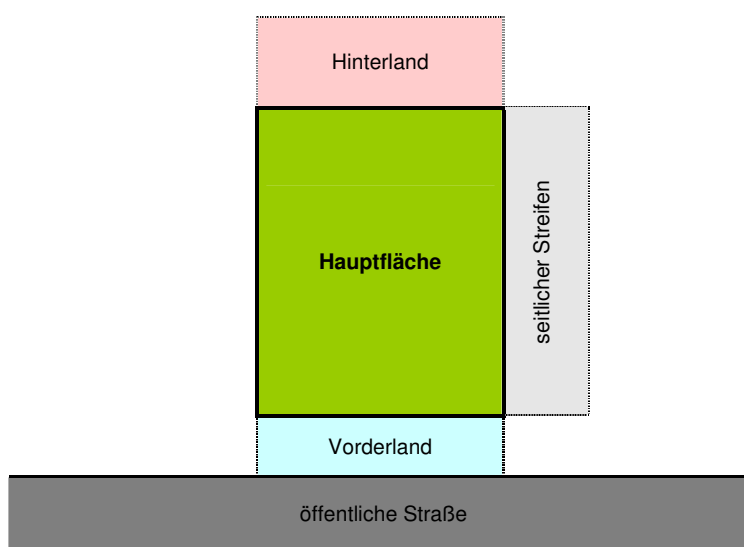 Hinterland
Hauptfläche
seitlicher Streifen
Vorderland
öffentliche Straße